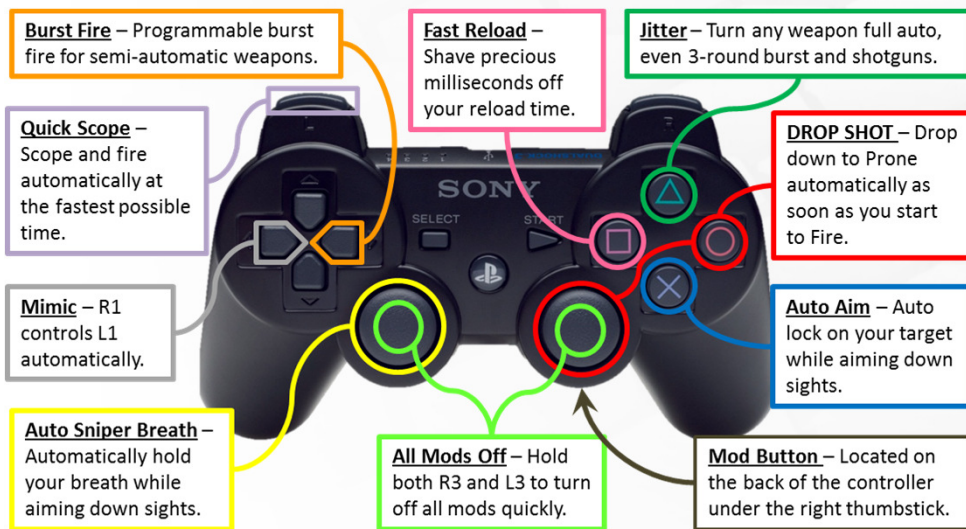 Burst Fire – Programmable burst
fire for semi-automatic weapons.
Fast Reload –
Shave precious
milliseconds off
your reload time.
Jitter – Turn any weapon full auto,
even 3-round burst and shotguns.
Quick Scope –
Scope and fire
automatically at
the fastest possible
time.
DROP SHOT – Drop
down to Prone
automatically as
soon as you start
to Fire.
SONY
SELECT
START
Mimic – R1
controls L1
automatically.
Auto Aim – Auto
lock on your target
while aiming down
sights.
Auto Sniper Breath –
Automatically hold
your breath while
aiming down sights.
All Mods Off – Hold
both R3 and L3 to turn
off all mods quickly.
Mod Button – Located on
the back of the controller
under the right thumbstick.